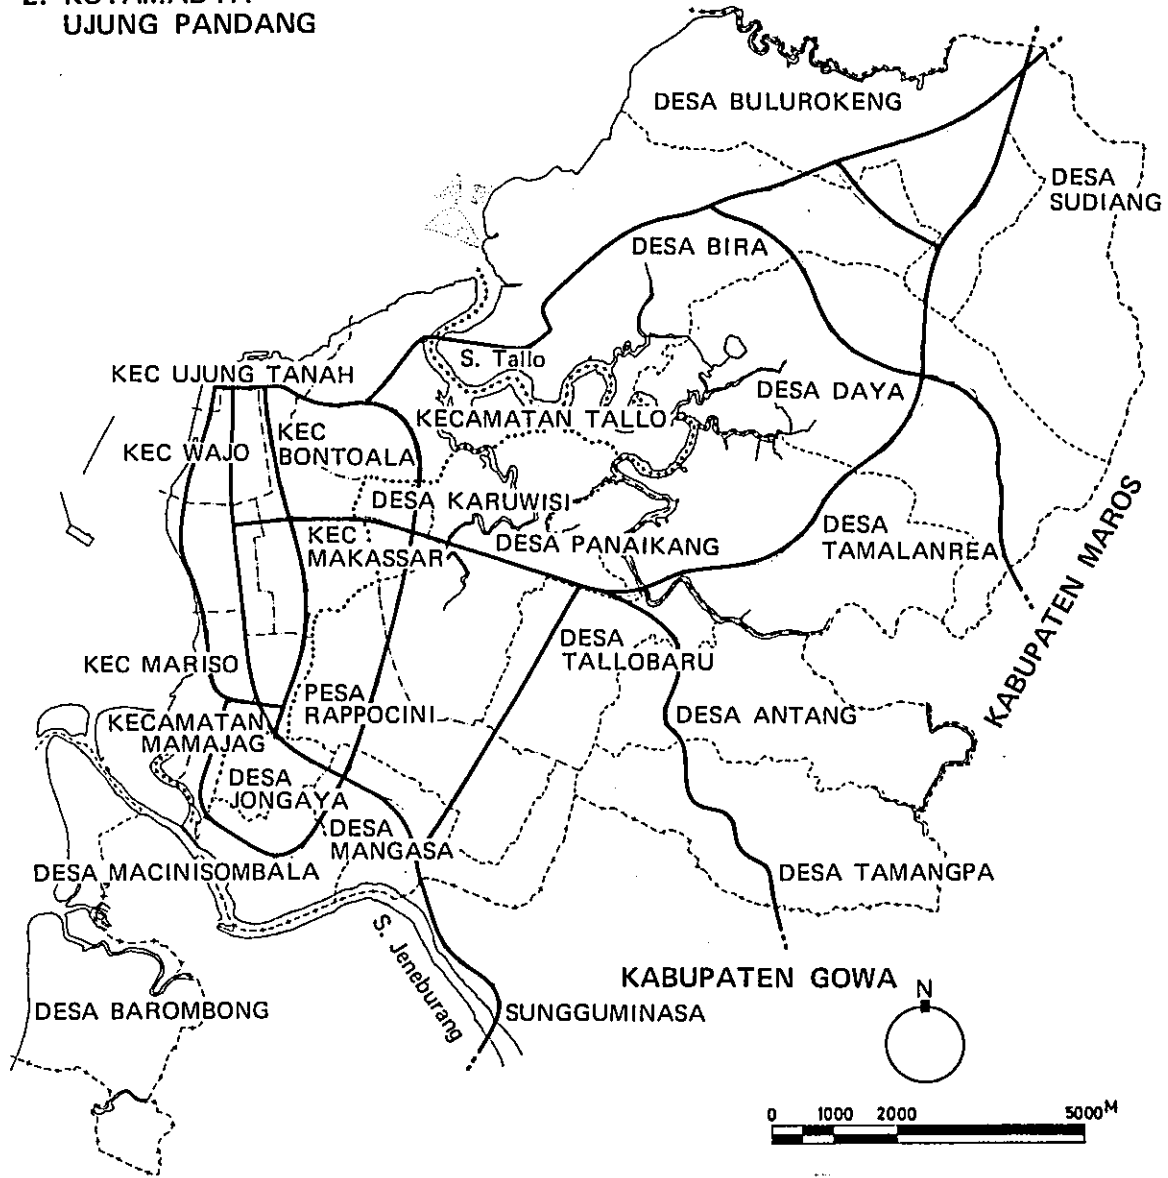 2. KOTAMADYA
UJUNG PANDANG
DESA BULUROKENG
DESA
SUDIANG
DESA BIRA
S. Tallo
KEC UJUNG TANAH
DESA DAYA
KECAMATAN TALLO
KEC WAJO
KEC
BONTOALA
DESA KARUWISI
KEC
MAKASSAR
DESA PANAIKANG
DESA
TAMALANREA
KABUPATEN MAROS
DESA
TALLOBARU
KEC MARISO
PESA
RAPPOCINI
DESA ANTANG
KECAMATAN
MAMAJAG
DESA
JONGAYA
DESA
MANGASA
DESA MACINISOMBALA
DESA TAMANGPA
S. Jeneburang
KABUPATEN GOWA
N
DESA BAROMBONG
SUNGGUMINASA
0 1000 2000 5000M